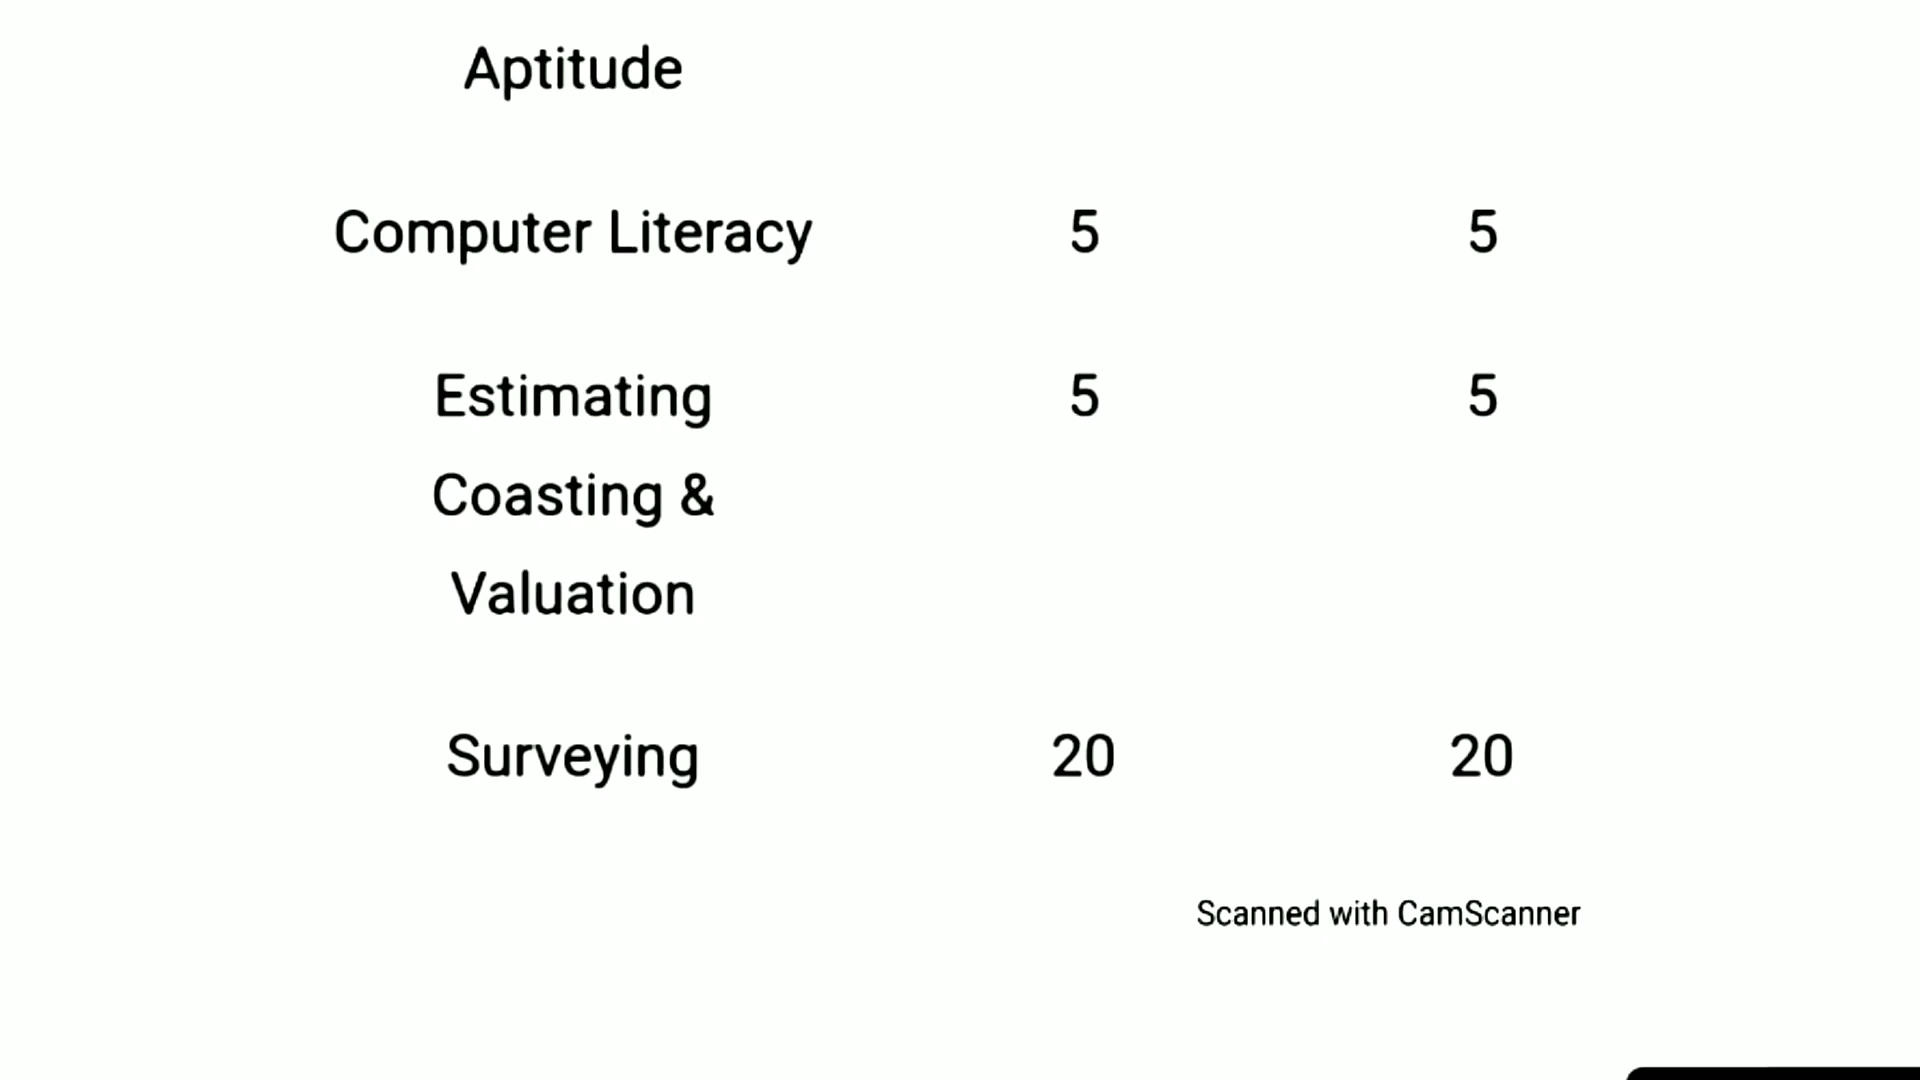 Aptitude
Computer Literacy 5 5
Estimating 5 5
Coasting &
Valuation
Surveying 20 20
Scanned with CamScanner